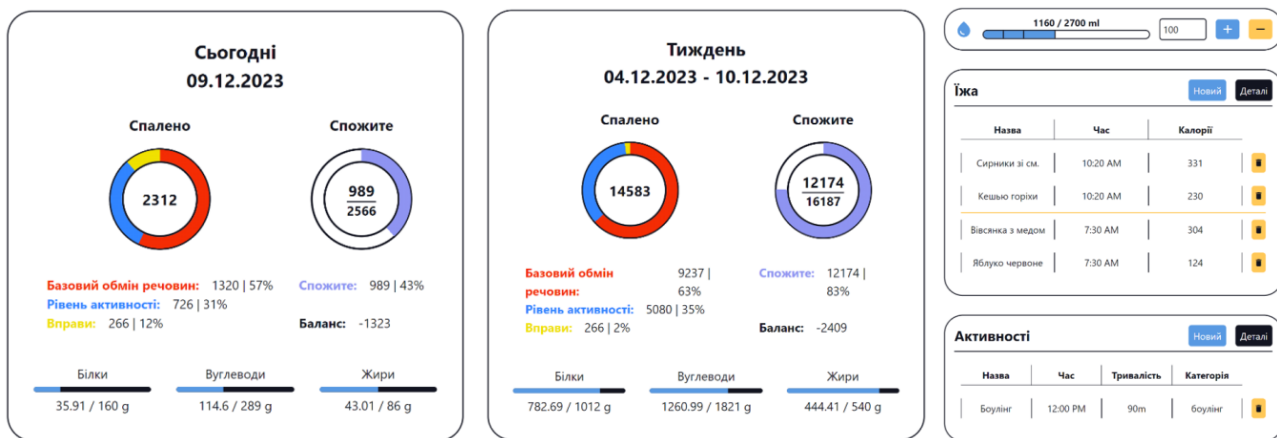 Сьогодні
09.12.2023
Спалено Спожите
2312
989
2566
Базовий обмін речовин: 1320 | 57%
Рівень активності: 726 | 31%
Вправи: 266 | 12%
Спожите: 989 | 43%
Баланс: -1323
Білки Вуглеводи Жири
35.91 / 160 g 114.6 / 289 g 43.01 / 86 g
Тиждень
04.12.2023 - 10.12.2023
Спалено Спожите
14583
12174
16187
Базовий обмін 9237 |
речовин: 63%
Рівень активності: 5080 | 35%
Вправи: 266 | 2%
Спожите: 12174 |
83%
Баланс: -2409
Білки Вуглеводи Жири
782.69 / 1012 g 1260.99 / 1821 g 444.41 / 540 g
1160 / 2700 ml
100 + −
Їжа Новий Деталі
Назва Час Калорії
Сирники зі см. 10:20 AM 331
Кешью горіхи 10:20 AM 230
Вівсянка з медом 7:30 AM 304
Яблуко червоне 7:30 AM 124
Активності Новий Деталі
Назва Час Тривалість Категорія
Боулінг 12:00 PM 90m боулінг